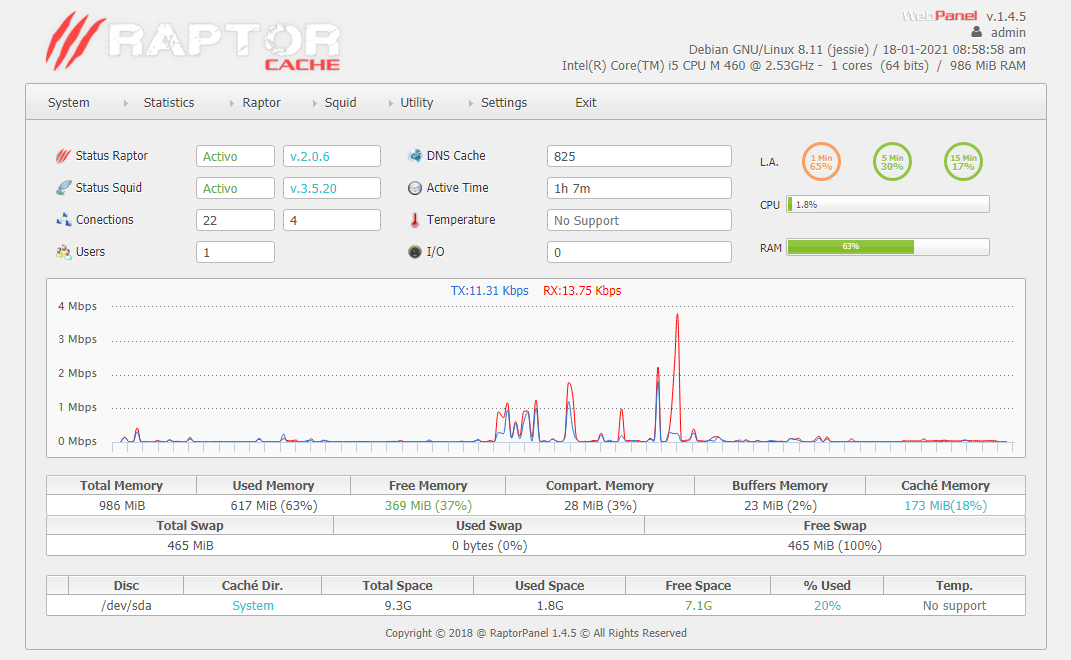 RAPTOR
CACHE
WebPanel v.1.4.5
admin
Debian GNU/Linux 8.11 (jessie) / 18-01-2021 08:58:58 am
Intel(R) Core(TM) i5 CPU M 460 @ 2.53GHz - 1 cores (64 bits) / 986 MiB RAM
System Statistics Raptor Squid Utility Settings Exit
Status Raptor Activo v.2.0.6 DNS Cache 825
L.A. 1 Min 65% 5 Min 30% 15 Min 17%
Status Squid Activo v.3.5.20 Active Time 1h 7m
CPU 1.8%
Conections 22 4 Temperature No Support
Users 1 I/O 0
RAM 63%
TX:11.31 Kbps RX:13.75 Kbps
4 Mbps
3 Mbps
2 Mbps
1 Mbps
0 Mbps
Total Memory Used Memory Free Memory Compart. Memory Buffers Memory Caché Memory
986 MiB 617 MiB (63%) 369 MiB (37%) 28 MiB (3%) 23 MiB (2%) 173 MiB(18%)
Total Swap Used Swap Free Swap
465 MiB 0 bytes (0%) 465 MiB (100%)
Disc Caché Dir. Total Space Used Space Free Space % Used Temp.
/dev/sda System 9.3G 1.8G 7.1G 20% No support
Copyright © 2018 @ RaptorPanel 1.4.5 © All Rights Reserved